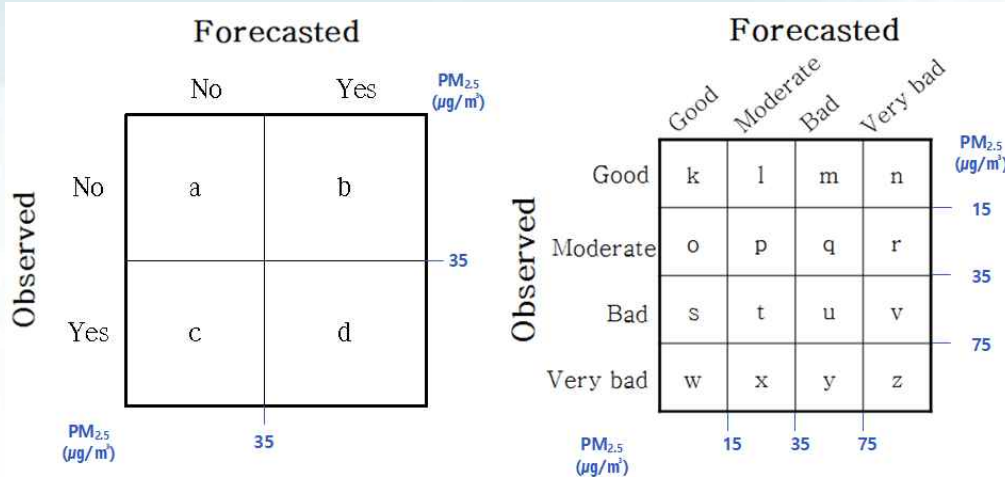 Forecasted
No Yes
PM2.5
(μg/㎥)
Observed
No a b
35
Yes c d
PM2.5
(μg/㎥)
35
Forecasted
Good Moderate Bad Very bad
PM2.5
(μg/㎥)
Observed
Good k l m n
15
Moderate o p q r
35
Bad s t u v
75
Very bad w x y z
PM2.5
(μg/㎥)
15 35 75